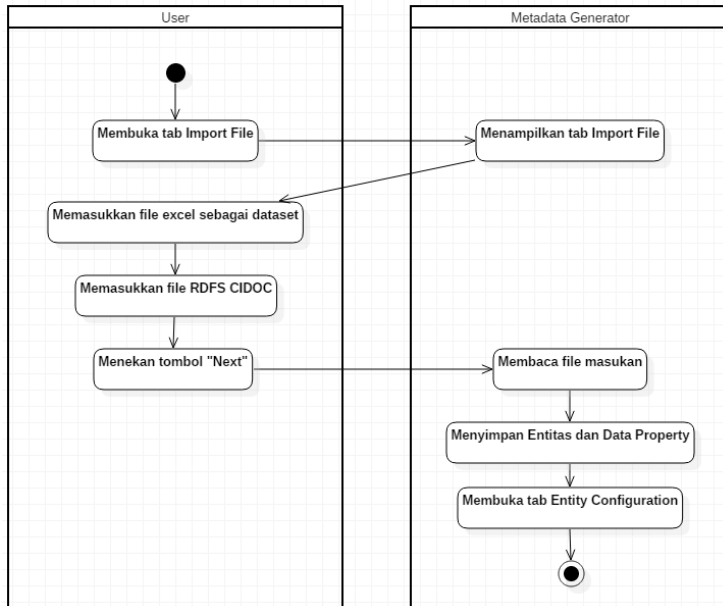 User
Metadata Generator
Membuka tab Import File
Menampilkan tab Import File
Memasukkan file excel sebagai dataset
Memasukkan file RDFS CIDOC
Menekan tombol "Next"
Membaca file masukan
Menyimpan Entitas dan Data Property
Membuka tab Entity Configuration